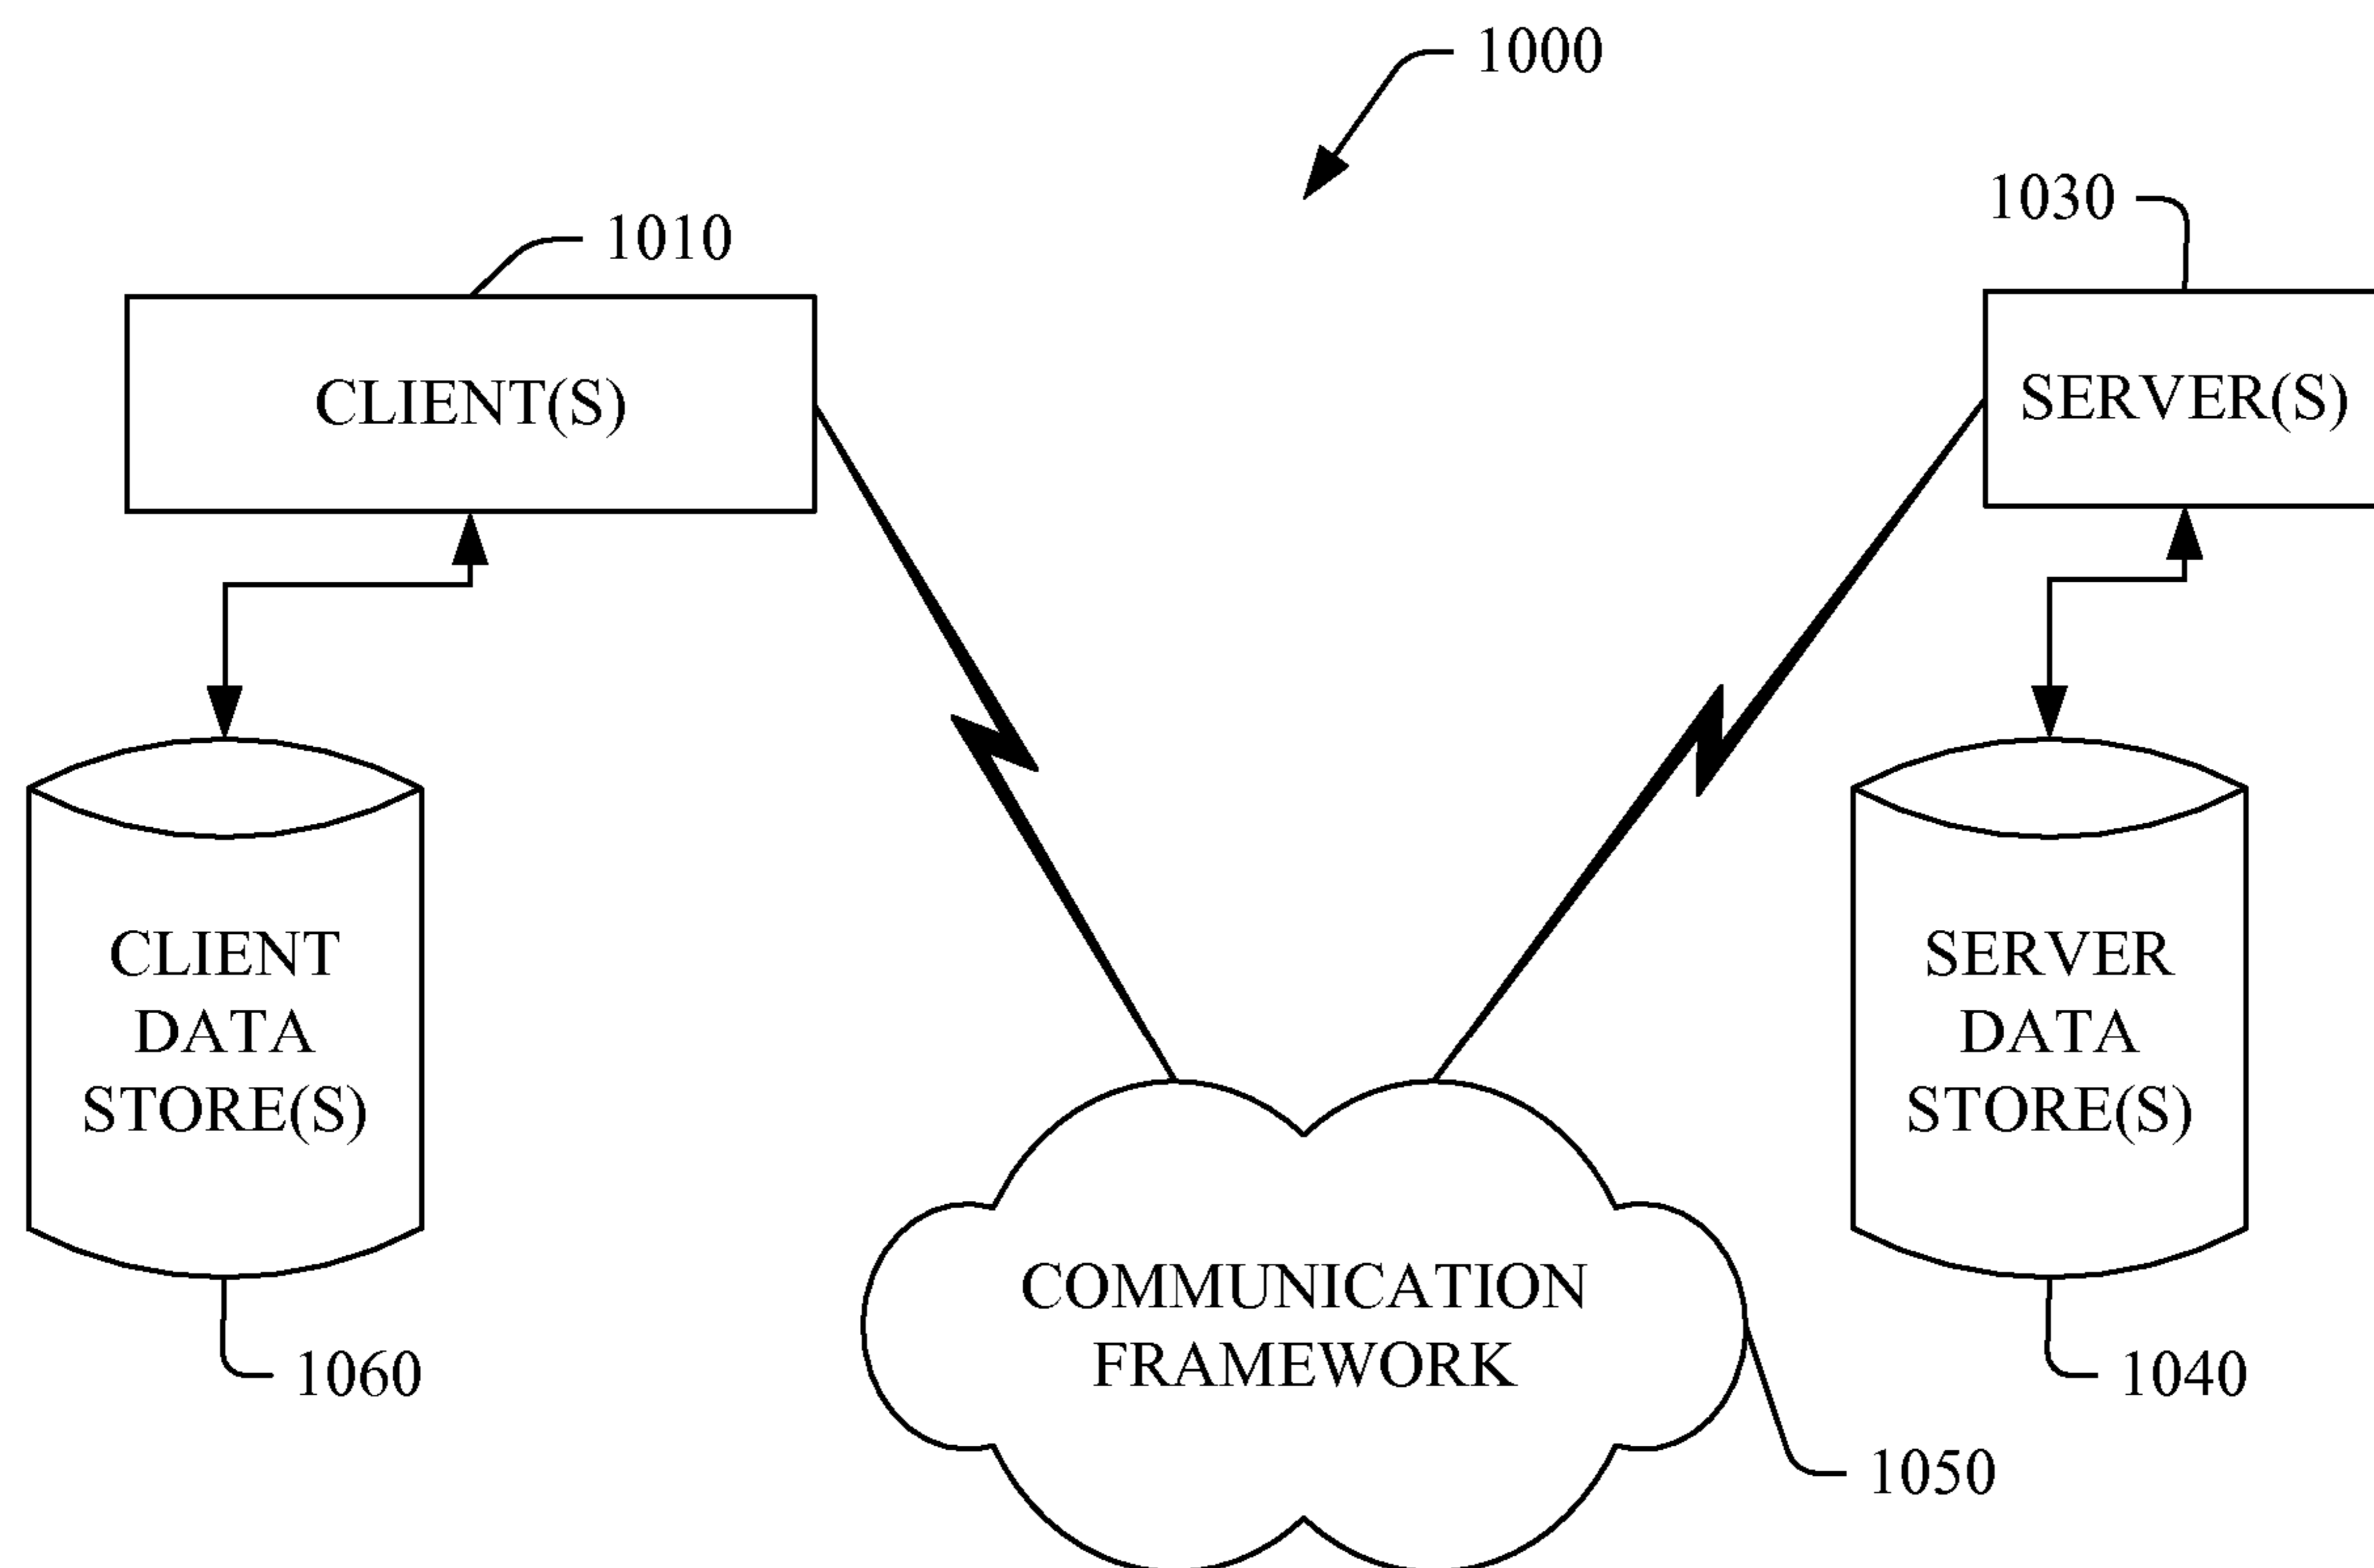 1000
1010
1030
CLIENT(S)
SERVER(S)
CLIENT
DATA
STORE(S)
SERVER
DATA
STORE(S)
COMMUNICATION
FRAMEWORK
1060
1040
1050